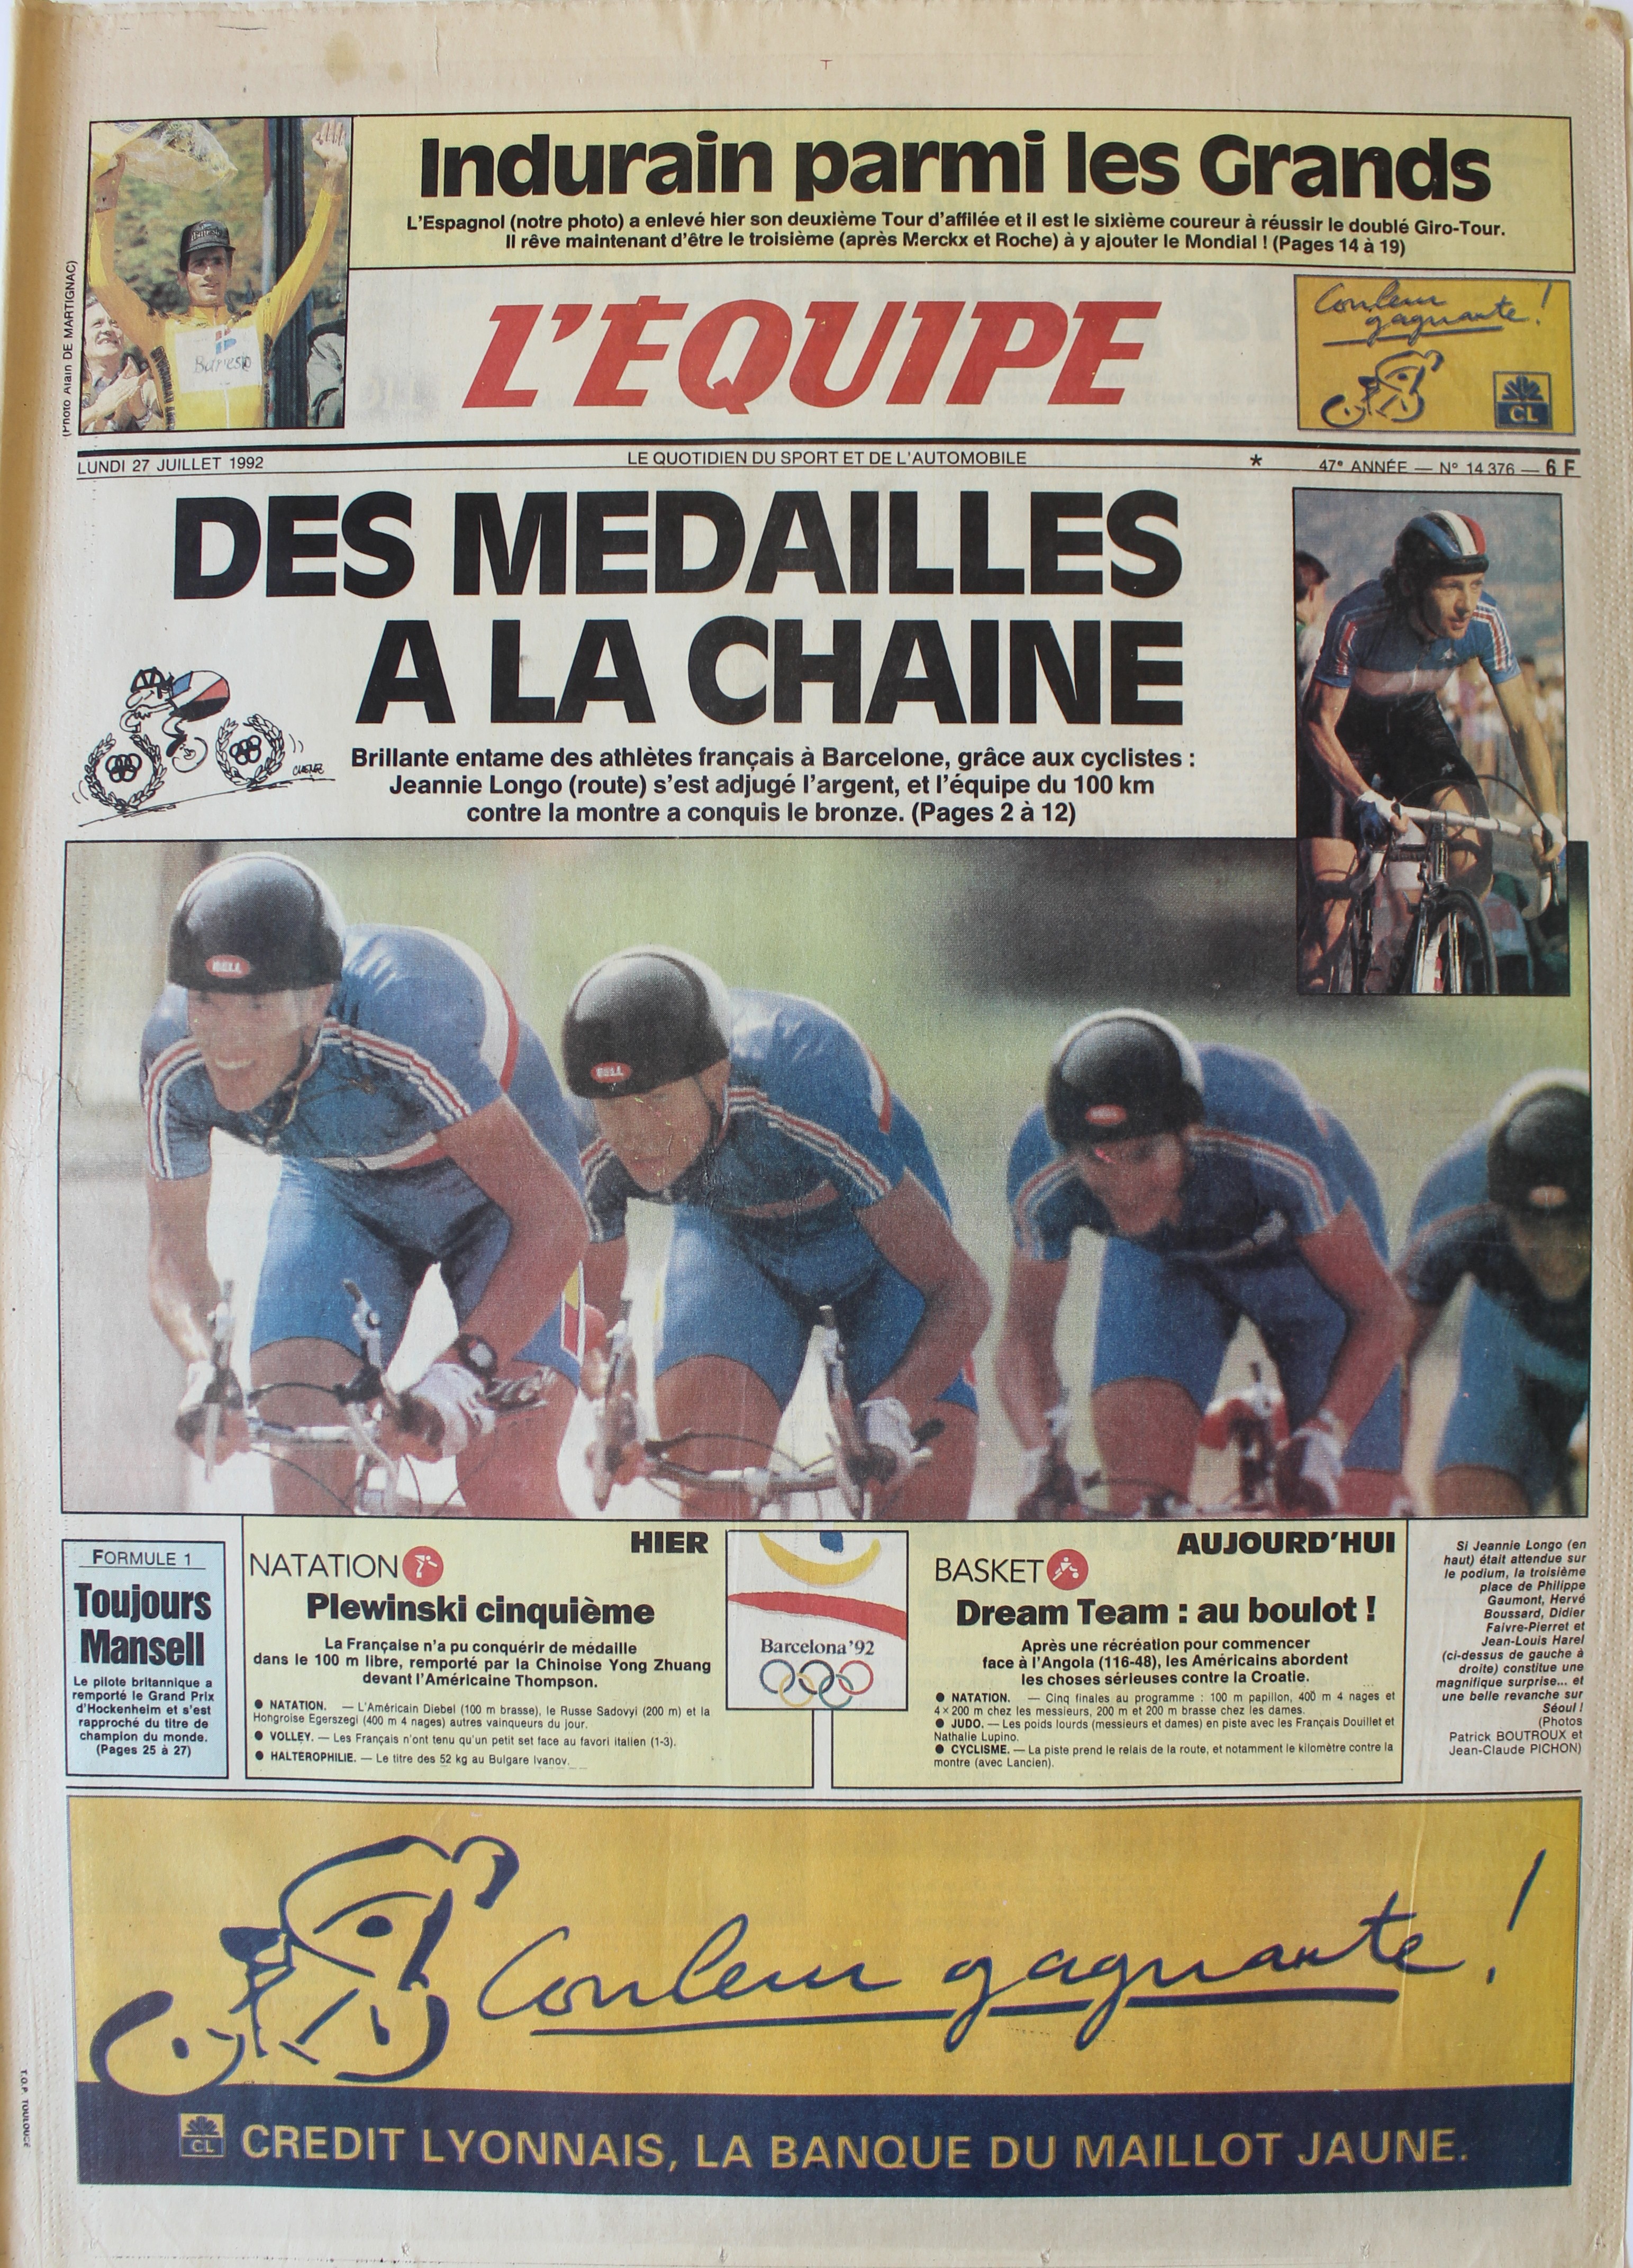 Indurain parmi les Grands
L'Espagnol (notre photo) a enlevé hier son deuxième Tour d'affilée et il est le sixième coureur à réussir le doublé Giro-Tour.
Il rêve maintenant d'être le troisième (après Merckx et Roche) à y ajouter le Mondial ! (Pages 14 à 19)
(Photo Alain DE MARTIGNAC)
Banesto
L'ÉQUIPE
Couleur
gagnante !
CL
LUNDI 27 JUILLET 1992
LE QUOTIDIEN DU SPORT ET DE L'AUTOMOBILE
* 47e ANNÉE — N° 14 376 — 6 F
DES MEDAILLES
A LA CHAINE
Brillante entame des athlètes français à Barcelone, grâce aux cyclistes :
Jeannie Longo (route) s'est adjugé l'argent, et l'équipe du 100 km
contre la montre a conquis le bronze. (Pages 2 à 12)
BELL
BELL
BELL
FORMULE 1
Toujours
Mansell
Le pilote britannique a
remporté le Grand Prix
d'Hockenheim et s'est
rapproché du titre de
champion du monde.
(Pages 25 à 27)
HIER
NATATION
Plewinski cinquième
La Française n'a pu conquérir de médaille
dans le 100 m libre, remporté par la Chinoise Yong Zhuang
devant l'Américaine Thompson.
● NATATION. — L'Américain Diebel (100 m brasse), le Russe Sadovyi (200 m) et la
Hongroise Egerszegi (400 m 4 nages) autres vainqueurs du jour.
● VOLLEY. — Les Français n'ont tenu qu'un petit set face au favori italien (1-3).
● HALTEROPHILIE. — Le titre des 52 kg au Bulgare Ivanov.
Barcelona'92
AUJOURD'HUI
BASKET
Dream Team : au boulot !
Après une récréation pour commencer
face à l'Angola (116-48), les Américains abordent
les choses sérieuses contre la Croatie.
● NATATION. — Cinq finales au programme : 100 m papillon, 400 m 4 nages et
4 × 200 m chez les messieurs, 200 m et 200 m brasse chez les dames.
● JUDO. — Les poids lourds (messieurs et dames) en piste avec les Français Douillet et
Nathalie Lupino.
● CYCLISME. — La piste prend le relais de la route, et notamment le kilomètre contre la
montre (avec Lancien).
Si Jeannie Longo (en
haut) était attendue sur
le podium, la troisième
place de Philippe
Gaumont, Hervé
Boussard, Didier
Faivre-Pierret et
Jean-Louis Harel
(ci-dessus de gauche à
droite) constitue une
magnifique surprise... et
une belle revanche sur
Séoul !
(Photos
Patrick BOUTROUX et
Jean-Claude PICHON)
Couleur gagnante !
CL CREDIT LYONNAIS, LA BANQUE DU MAILLOT JAUNE.
T.O.P. TOULOUSE